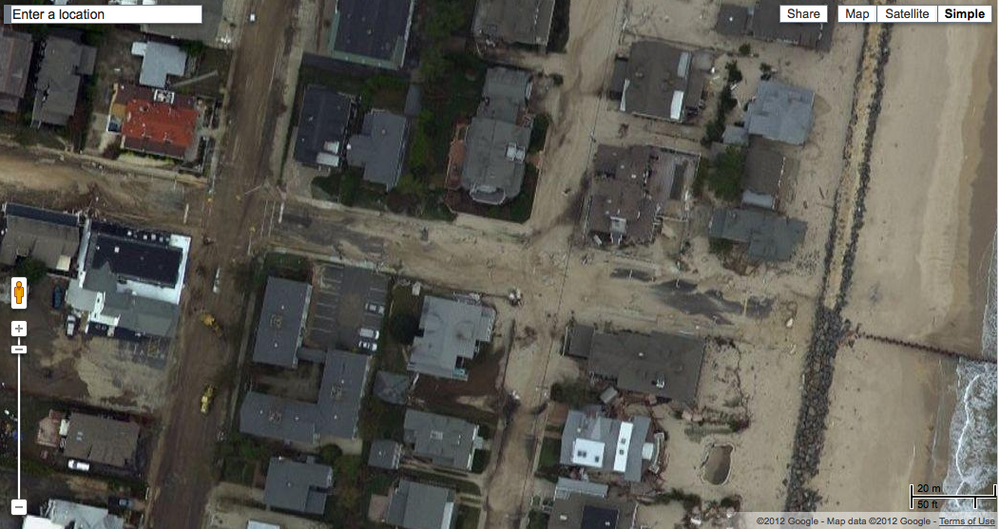 Enter a location
Share Map Satellite Simple
20 m
50 ft
©2012 Google - Map data ©2012 Google - Terms of Use